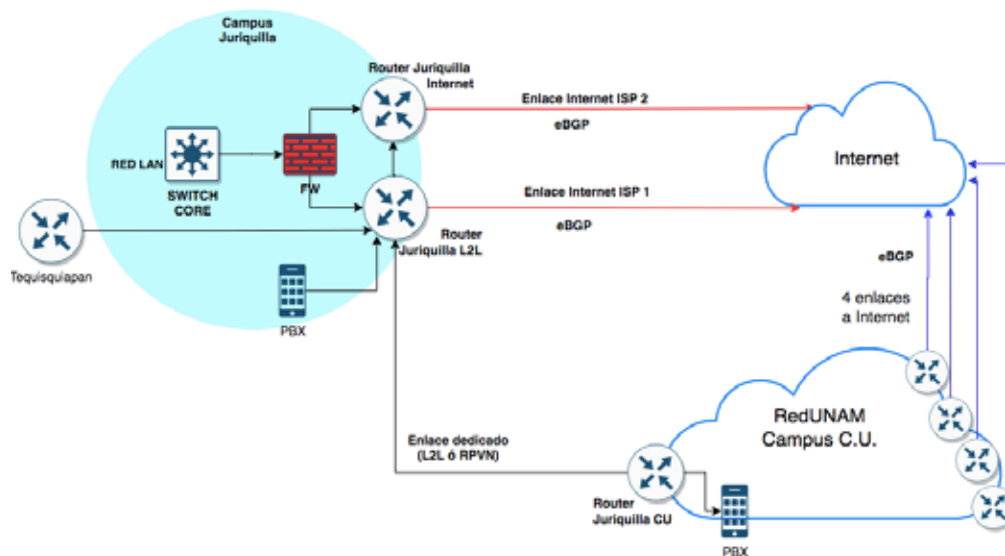 Campus
Juriquilla
Router Juriquilla
Internet
Enlace Internet ISP 2
eBGP
Internet
RED LAN
SWITCH
CORE
FW
Enlace Internet ISP 1
eBGP
Router
Juriquilla L2L
Tequisquiapan
PBX
eBGP
4 enlaces
a Internet
RedUNAM
Campus C.U.
Enlace dedicado
(L2L ó RPVN)
Router
Juriquilla CU
PBX